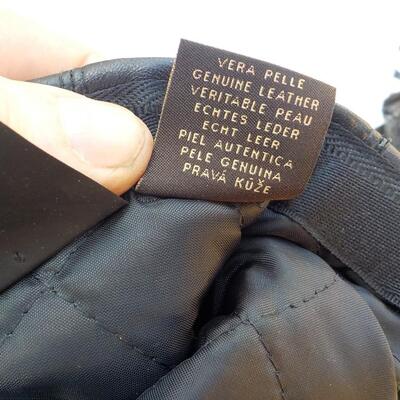 VERA PELLE
GENUINE LEATHER
VERITABLE PEAU
ECHTES LEDER
ECHT LEER
PIEL AUTENTICA
PELE GENUINA
PRAVÁ KŮŽE